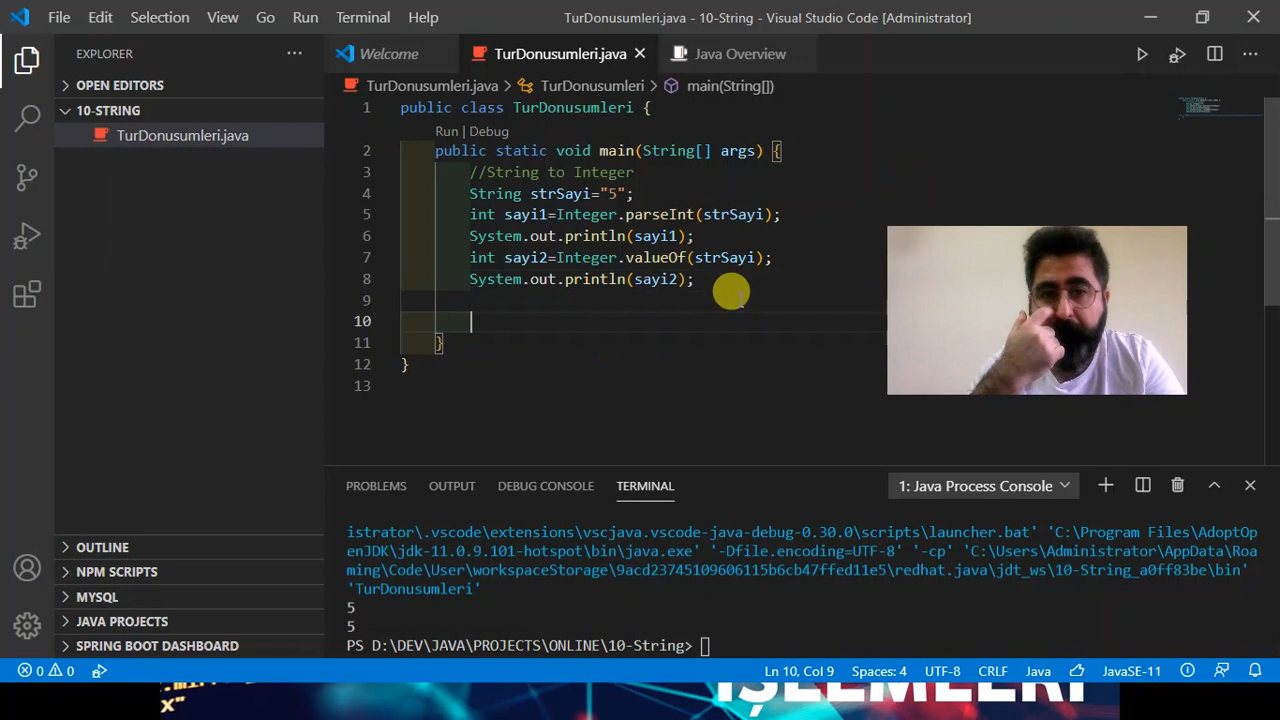 File Edit Selection View Go Run Terminal Help TurDonusumleri.java - 10-String - Visual Studio Code [Administrator]
EXPLORER
Welcome TurDonusumleri.java Java Overview
OPEN EDITORS
10-STRING
TurDonusumleri.java
OUTLINE
NPM SCRIPTS
MYSQL
JAVA PROJECTS
SPRING BOOT DASHBOARD
TurDonusumleri.java > TurDonusumleri > main(String[])
1 public class TurDonusumleri {
Run | Debug
2 public static void main(String[] args) {
3 //String to Integer
4 String strSayi="5";
5 int sayi1=Integer.parseInt(strSayi);
6 System.out.println(sayi1);
7 int sayi2=Integer.valueOf(strSayi);
8 System.out.println(sayi2);
9
10
11 }
12 }
13
PROBLEMS OUTPUT DEBUG CONSOLE TERMINAL 1: Java Process Console
istrator\.vscode\extensions\vscjava.vscode-java-debug-0.30.0\scripts\launcher.bat' 'C:\Program Files\AdoptOp
enJDK\jdk-11.0.9.101-hotspot\bin\java.exe' '-Dfile.encoding=UTF-8' '-cp' 'C:\Users\Administrator\AppData\Roa
ming\Code\User\workspaceStorage\9acd23745109606115b6cb47ffed11e5\redhat.java\jdt_ws\10-String_a0ff83be\bin'
'TurDonusumleri'
5
5
PS D:\DEV\JAVA\PROJECTS\ONLINE\10-String>
0 0 Ln 10, Col 9 Spaces: 4 UTF-8 CRLF Java JavaSE-11
İŞLEMLERİ